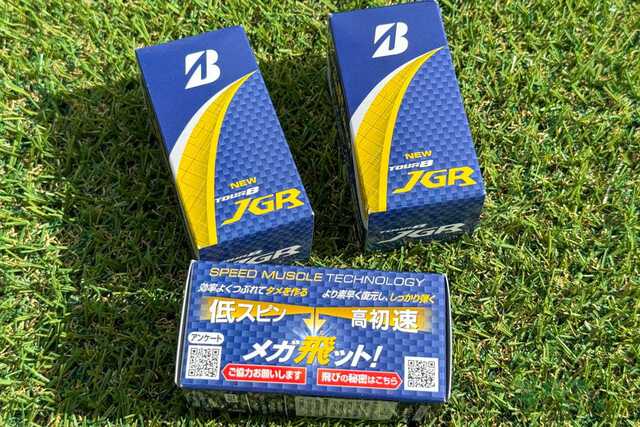 B
NEW
TOUR B
JGR
JGR
B
NEW
TOUR B
JGR
SPEED MUSCLE TECHNOLOGY
効率よくつぶれてタメを作る
より素早く復元し、しっかり弾く
低スピン
高初速
アンケート
メガ飛ット!
ご協力お願いします
飛びの秘密はこちら